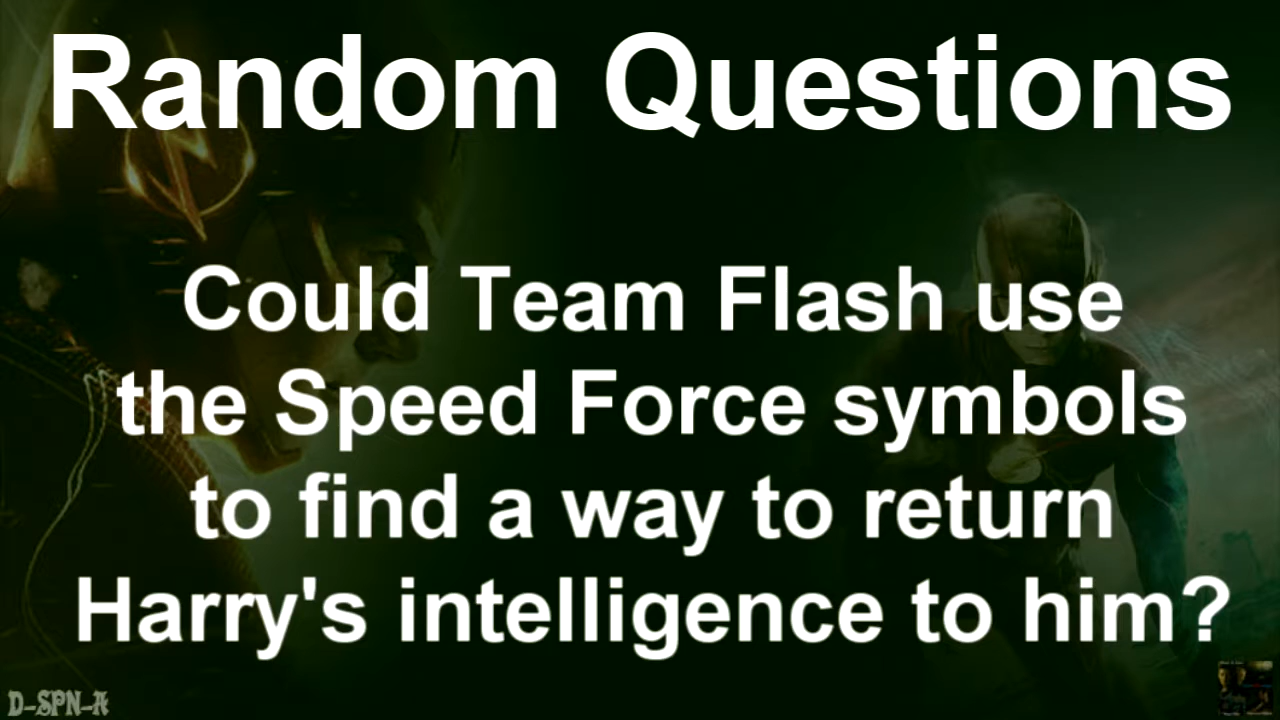 Random Questions
Could Team Flash use
the Speed Force symbols
to find a way to return
Harry's intelligence to him?
D-SPN-A